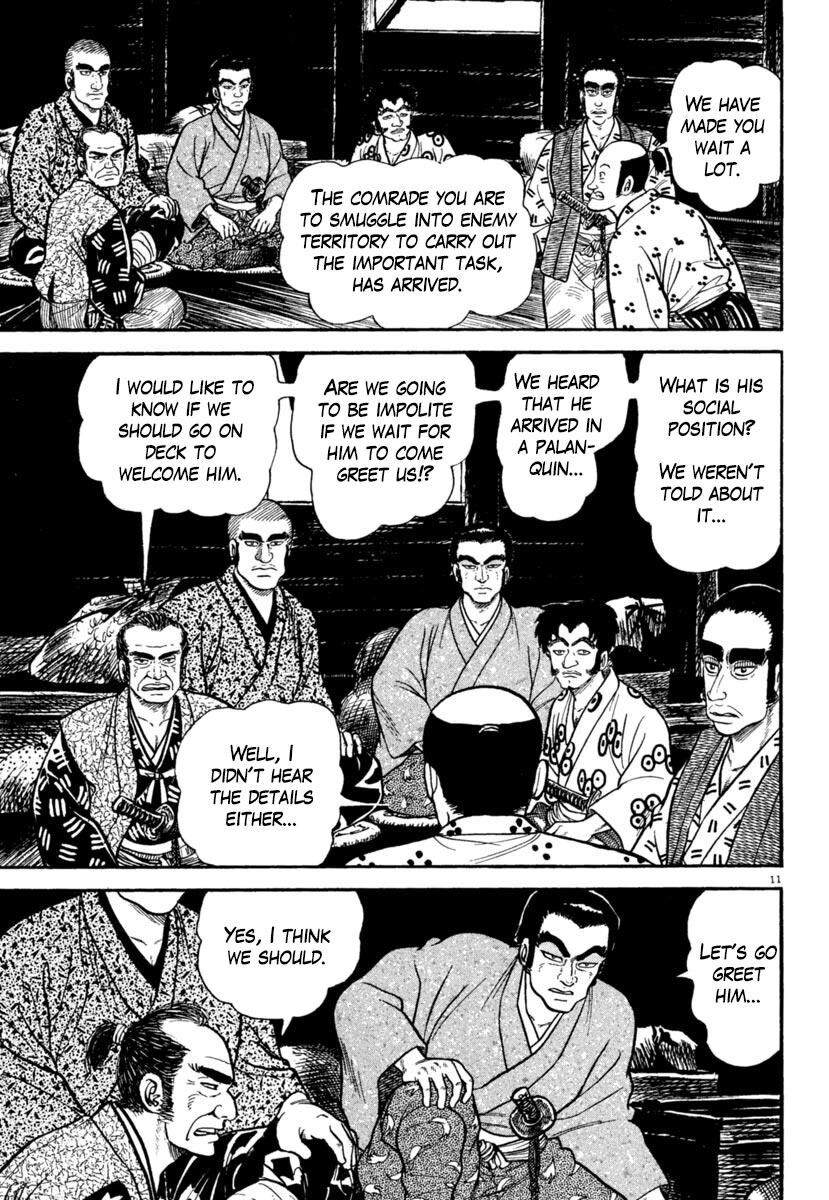 WE HAVE
MADE YOU
WAIT A
LOT.
THE COMRADE YOU ARE
TO SMUGGLE INTO ENEMY
TERRITORY TO CARRY OUT
THE IMPORTANT TASK,
HAS ARRIVED.
WHAT IS HIS
SOCIAL
POSITION?
WE WEREN'T
TOLD ABOUT
IT...
WE HEARD
THAT HE
ARRIVED IN
A PALAN-
QUIN...
ARE WE GOING
TO BE IMPOLITE
IF WE WAIT FOR
HIM TO COME
GREET US!?
I WOULD LIKE TO
KNOW IF WE
SHOULD GO ON
DECK TO
WELCOME HIM.
WELL, I
DIDN'T HEAR
THE DETAILS
EITHER...
11
LET'S GO
GREET
HIM...
YES, I THINK
WE SHOULD.